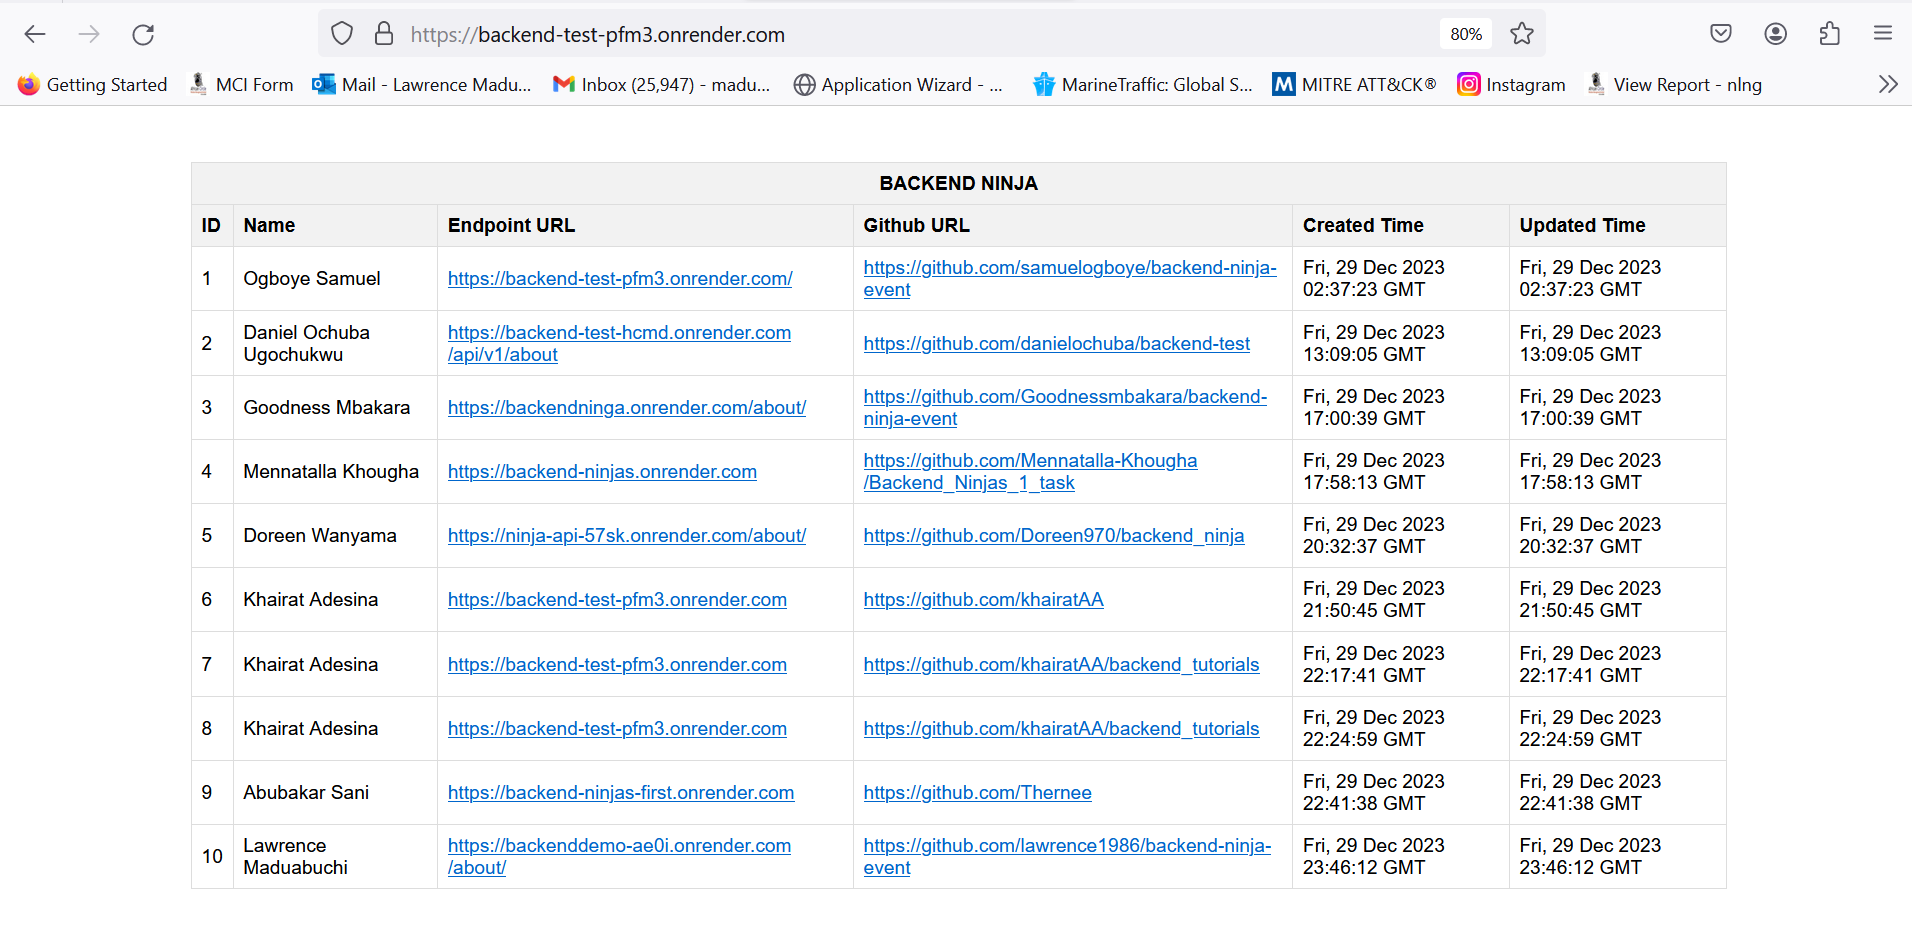 https://backend-test-pfm3.onrender.com
80%
Getting Started
MCI Form
Mail - Lawrence Madu...
Inbox (25,947) - madu...
Application Wizard - ...
MarineTraffic: Global S...
M
MITRE ATT&CK®
Instagram
View Report - nlng
BACKEND NINJA
ID Name Endpoint URL Github URL Created Time Updated Time
1 Ogboye Samuel https://backend-test-pfm3.onrender.com/
https://github.com/samuelogboye/backend-ninja-
event
Fri, 29 Dec 2023
02:37:23 GMT
Fri, 29 Dec 2023
02:37:23 GMT
2
Daniel Ochuba
Ugochukwu
https://backend-test-hcmd.onrender.com
/api/v1/about
https://github.com/danielochuba/backend-test
Fri, 29 Dec 2023
13:09:05 GMT
Fri, 29 Dec 2023
13:09:05 GMT
3 Goodness Mbakara https://backendninga.onrender.com/about/
https://github.com/Goodnessmbakara/backend-
ninja-event
Fri, 29 Dec 2023
17:00:39 GMT
Fri, 29 Dec 2023
17:00:39 GMT
4 Mennatalla Khougha https://backend-ninjas.onrender.com
https://github.com/Mennatalla-Khougha
/Backend_Ninjas_1_task
Fri, 29 Dec 2023
17:58:13 GMT
Fri, 29 Dec 2023
17:58:13 GMT
5 Doreen Wanyama https://ninja-api-57sk.onrender.com/about/ https://github.com/Doreen970/backend_ninja
Fri, 29 Dec 2023
20:32:37 GMT
Fri, 29 Dec 2023
20:32:37 GMT
6 Khairat Adesina https://backend-test-pfm3.onrender.com https://github.com/khairatAA
Fri, 29 Dec 2023
21:50:45 GMT
Fri, 29 Dec 2023
21:50:45 GMT
7 Khairat Adesina https://backend-test-pfm3.onrender.com https://github.com/khairatAA/backend_tutorials
Fri, 29 Dec 2023
22:17:41 GMT
Fri, 29 Dec 2023
22:17:41 GMT
8 Khairat Adesina https://backend-test-pfm3.onrender.com https://github.com/khairatAA/backend_tutorials
Fri, 29 Dec 2023
22:24:59 GMT
Fri, 29 Dec 2023
22:24:59 GMT
9 Abubakar Sani https://backend-ninjas-first.onrender.com https://github.com/Thernee
Fri, 29 Dec 2023
22:41:38 GMT
Fri, 29 Dec 2023
22:41:38 GMT
10
Lawrence
Maduabuchi
https://backenddemo-ae0i.onrender.com
/about/
https://github.com/lawrence1986/backend-ninja-
event
Fri, 29 Dec 2023
23:46:12 GMT
Fri, 29 Dec 2023
23:46:12 GMT